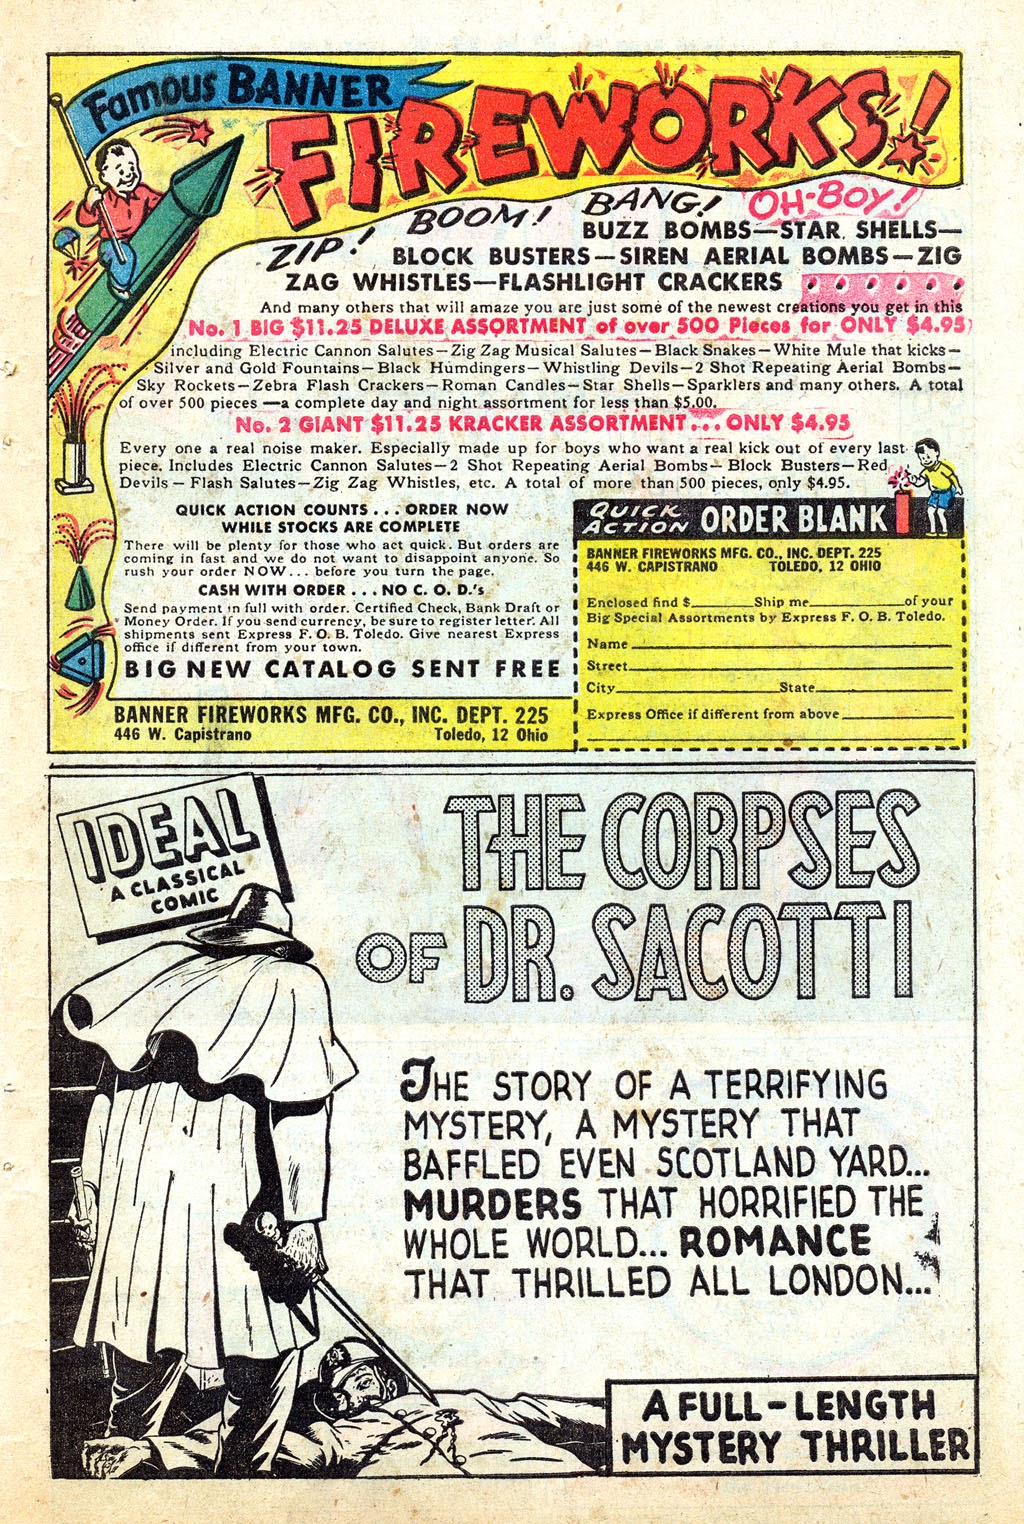 Famous BANNER
FIREWORKS!
ZIP! BOOM! BANG! OH-BOY!
BUZZ BOMBS—STAR SHELLS—
BLOCK BUSTERS—SIREN AERIAL BOMBS—ZIG
ZAG WHISTLES—FLASHLIGHT CRACKERS
And many others that will amaze you are just some of the newest creations you get in this
No. 1 BIG $11.25 DELUXE ASSORTMENT of over 500 Pieces for ONLY $4.95
including Electric Cannon Salutes—Zig Zag Musical Salutes—Black Snakes—White Mule that kicks—
Silver and Gold Fountains—Black Humdingers—Whistling Devils—2 Shot Repeating Aerial Bombs—
Sky Rockets—Zebra Flash Crackers—Roman Candles—Star Shells—Sparklers and many others. A total
of over 500 pieces—a complete day and night assortment for less than $5.00.
No. 2 GIANT $11.25 KRACKER ASSORTMENT... ONLY $4.95
Every one a real noise maker. Especially made up for boys who want a real kick out of every last
piece. Includes Electric Cannon Salutes—2 Shot Repeating Aerial Bombs—Block Busters—Red
Devils—Flash Salutes—Zig Zag Whistles, etc. A total of more than 500 pieces, only $4.95.
QUICK ACTION COUNTS... ORDER NOW
WHILE STOCKS ARE COMPLETE
There will be plenty for those who act quick. But orders are
coming in fast and we do not want to disappoint anyone. So
rush your order NOW... before you turn the page.
CASH WITH ORDER... NO C. O. D.'s
Send payment in full with order. Certified Check, Bank Draft or
Money Order. If you send currency, be sure to register letter. All
shipments sent Express F. O. B. Toledo. Give nearest Express
office if different from your town.
BIG NEW CATALOG SENT FREE
BANNER FIREWORKS MFG. CO., INC. DEPT. 225
446 W. Capistrano Toledo, 12 Ohio
QUICK ACTION ORDER BLANK
BANNER FIREWORKS MFG. CO., INC. DEPT. 225
446 W. CAPISTRANO TOLEDO, 12 OHIO
Enclosed find $ Ship me of your
Big Special Assortments by Express F. O. B. Toledo.
Name
Street
City State
Express Office if different from above
IDEAL
A CLASSICAL
COMIC
THE CORPSES
OF DR. SACOTTI
THE STORY OF A TERRIFYING
MYSTERY, A MYSTERY THAT
BAFFLED EVEN SCOTLAND YARD...
MURDERS THAT HORRIFIED THE
WHOLE WORLD... ROMANCE
THAT THRILLED ALL LONDON...
A FULL-LENGTH
MYSTERY THRILLER